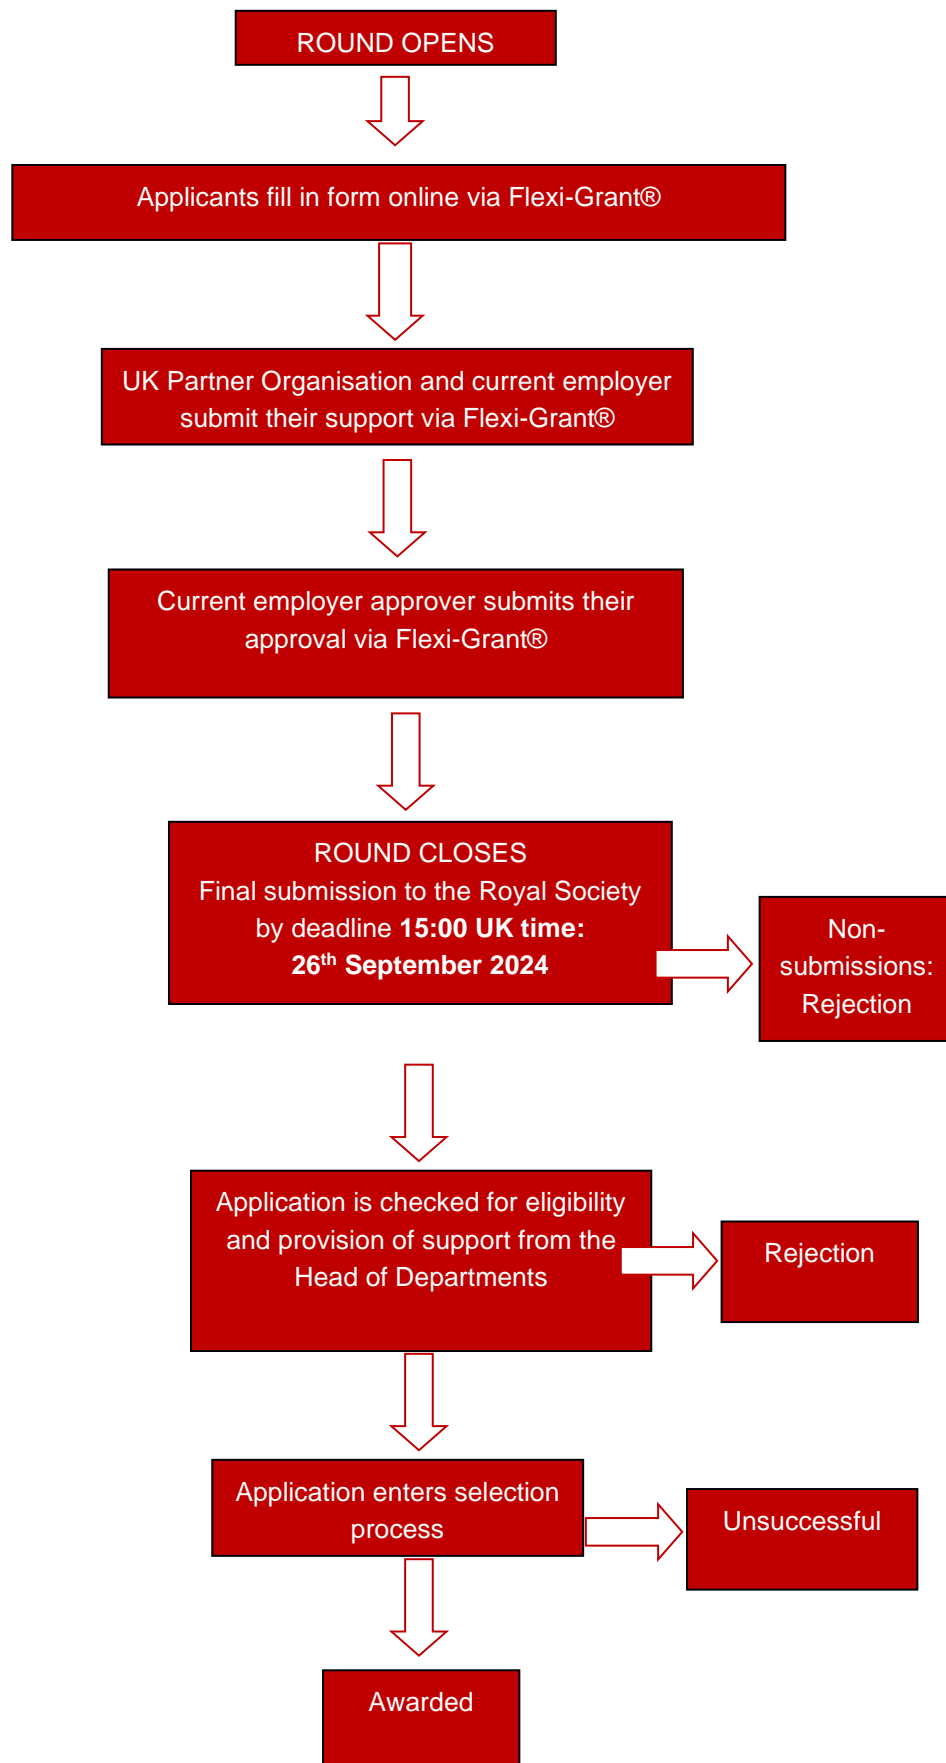 ROUND OPENS
Applicants fill in form online via Flexi-Grant®
UK Partner Organisation and current employer
submit their support via Flexi-Grant®
Current employer approver submits their
approval via Flexi-Grant®
ROUND CLOSES
Final submission to the Royal Society
by deadline 15:00 UK time:
26th September 2024
Non-
submissions:
Rejection
Application is checked for eligibility
and provision of support from the
Head of Departments
Rejection
Application enters selection
process
Unsuccessful
Awarded